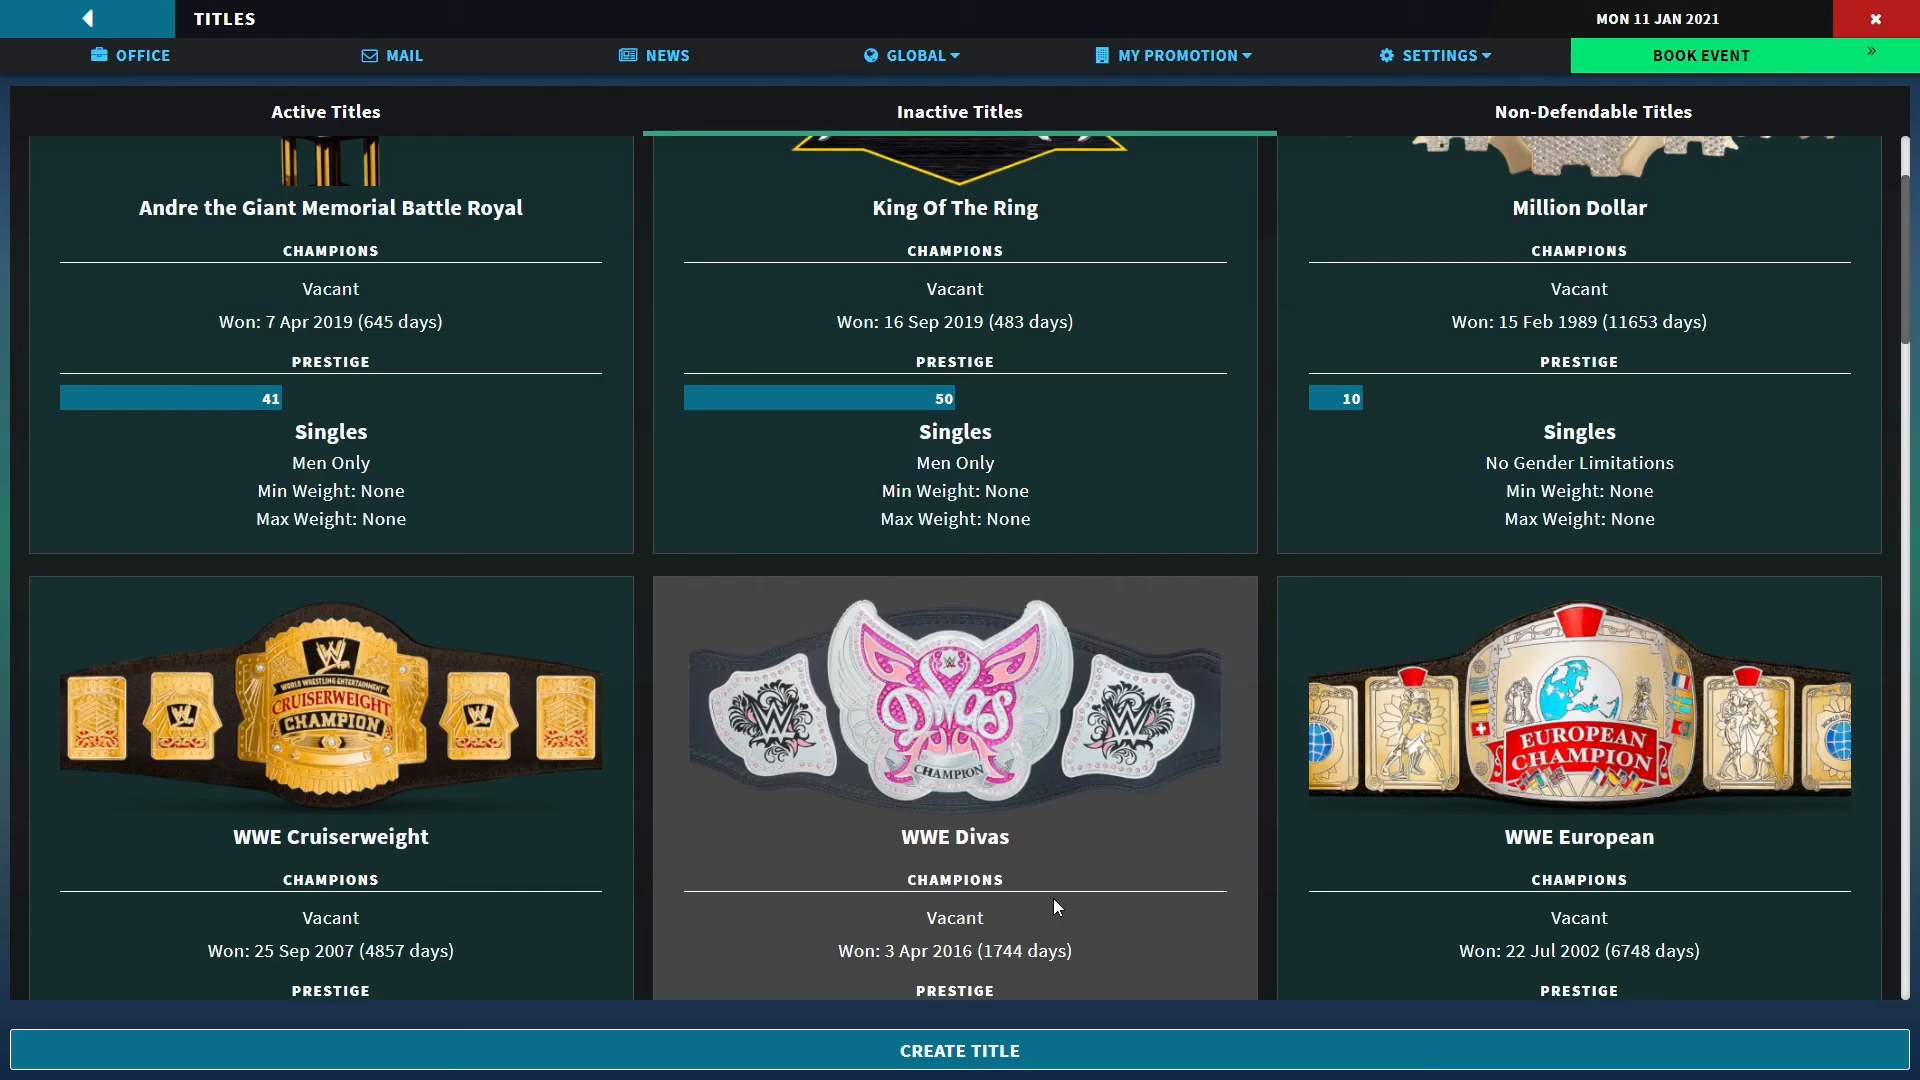 TITLES
MON 11 JAN 2021
OFFICE
MAIL
NEWS
GLOBAL
MY PROMOTION
SETTINGS
BOOK EVENT
Active Titles
Inactive Titles
Non-Defendable Titles
Andre the Giant Memorial Battle Royal
CHAMPIONS
Vacant
Won: 7 Apr 2019 (645 days)
PRESTIGE
41
Singles
Men Only
Min Weight: None
Max Weight: None
King Of The Ring
CHAMPIONS
Vacant
Won: 16 Sep 2019 (483 days)
PRESTIGE
50
Singles
Men Only
Min Weight: None
Max Weight: None
Million Dollar
CHAMPIONS
Vacant
Won: 15 Feb 1989 (11653 days)
PRESTIGE
10
Singles
No Gender Limitations
Min Weight: None
Max Weight: None
W
WORLD WRESTLING ENTERTAINMENT
CRUISERWEIGHT
CHAMPION
W
W
WWE Cruiserweight
CHAMPIONS
Vacant
Won: 25 Sep 2007 (4857 days)
PRESTIGE
W
Divas
CHAMPION
W
W
WWE Divas
CHAMPIONS
Vacant
Won: 3 Apr 2016 (1744 days)
PRESTIGE
EUROPEAN
CHAMPION
WWE European
CHAMPIONS
Vacant
Won: 22 Jul 2002 (6748 days)
PRESTIGE
CREATE TITLE